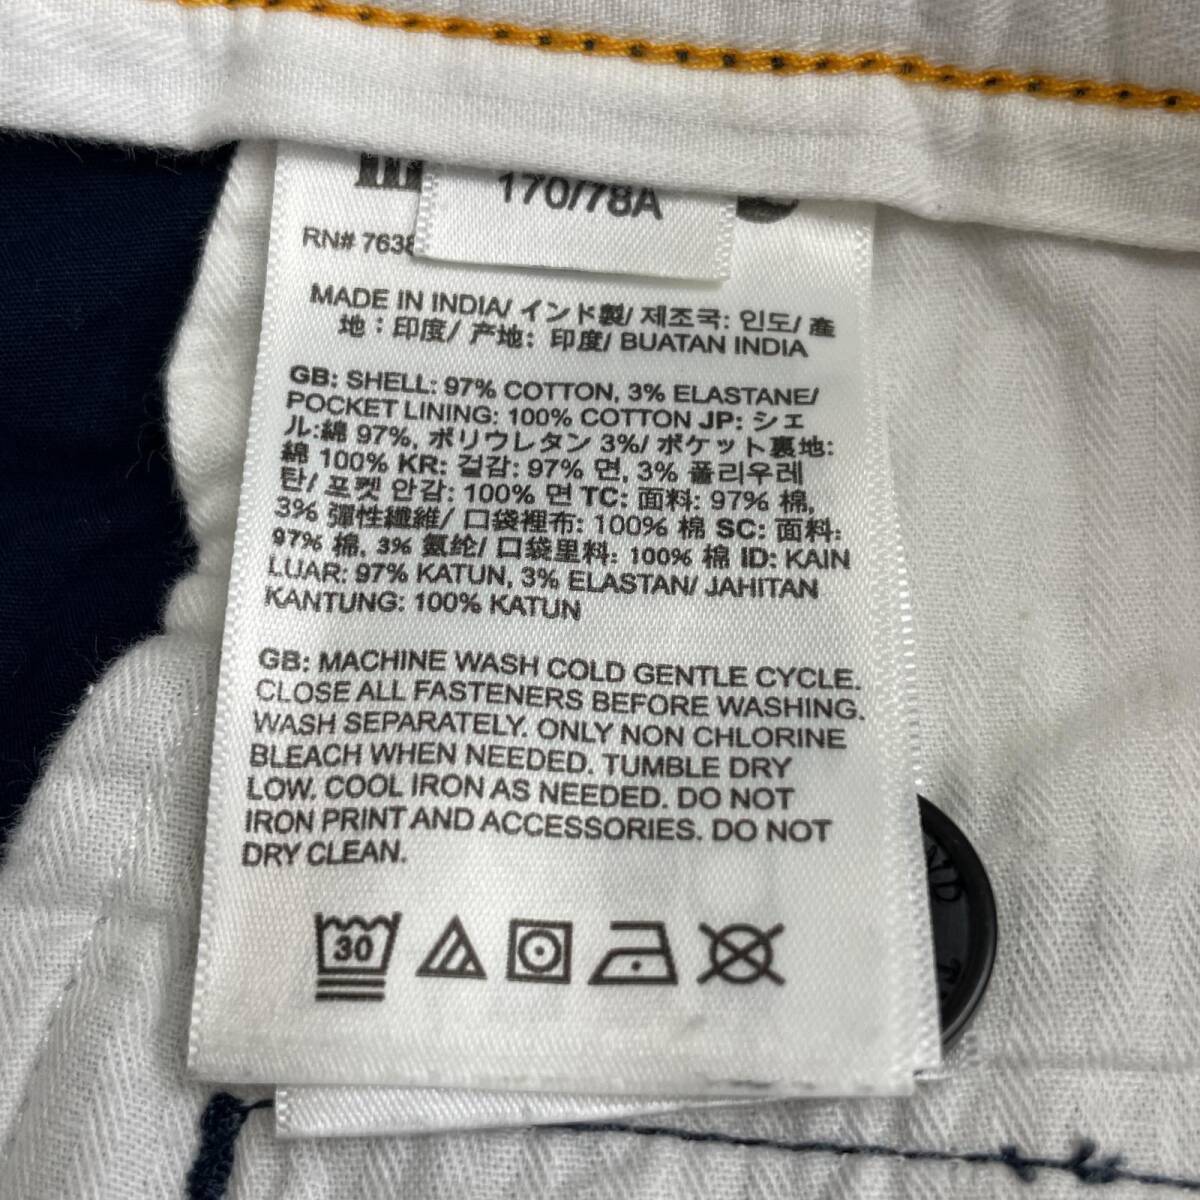 170/78A
RN# 7638
MADE IN INDIA/ インド製/ 제조국: 인도/ 產
地：印度/ 产地：印度/ BUATAN INDIA
GB: SHELL: 97% COTTON, 3% ELASTANE/
POCKET LINING: 100% COTTON JP: シェ
ル:綿 97%, ポリウレタン 3%/ ポケット裏地:
綿 100% KR: 겉감: 97% 면, 3% 폴리우레
탄/ 포켓 안감: 100% 면 TC: 面料: 97% 棉,
3% 彈性纖維/ 口袋裡布: 100% 棉 SC: 面料:
97% 棉, 3% 氨纶/ 口袋里料: 100% 棉 ID: KAIN
LUAR: 97% KATUN, 3% ELASTAN/ JAHITAN
KANTUNG: 100% KATUN
GB: MACHINE WASH COLD GENTLE CYCLE.
CLOSE ALL FASTENERS BEFORE WASHING.
WASH SEPARATELY. ONLY NON CHLORINE
BLEACH WHEN NEEDED. TUMBLE DRY
LOW. COOL IRON AS NEEDED. DO NOT
IRON PRINT AND ACCESSORIES. DO NOT
DRY CLEAN.
30